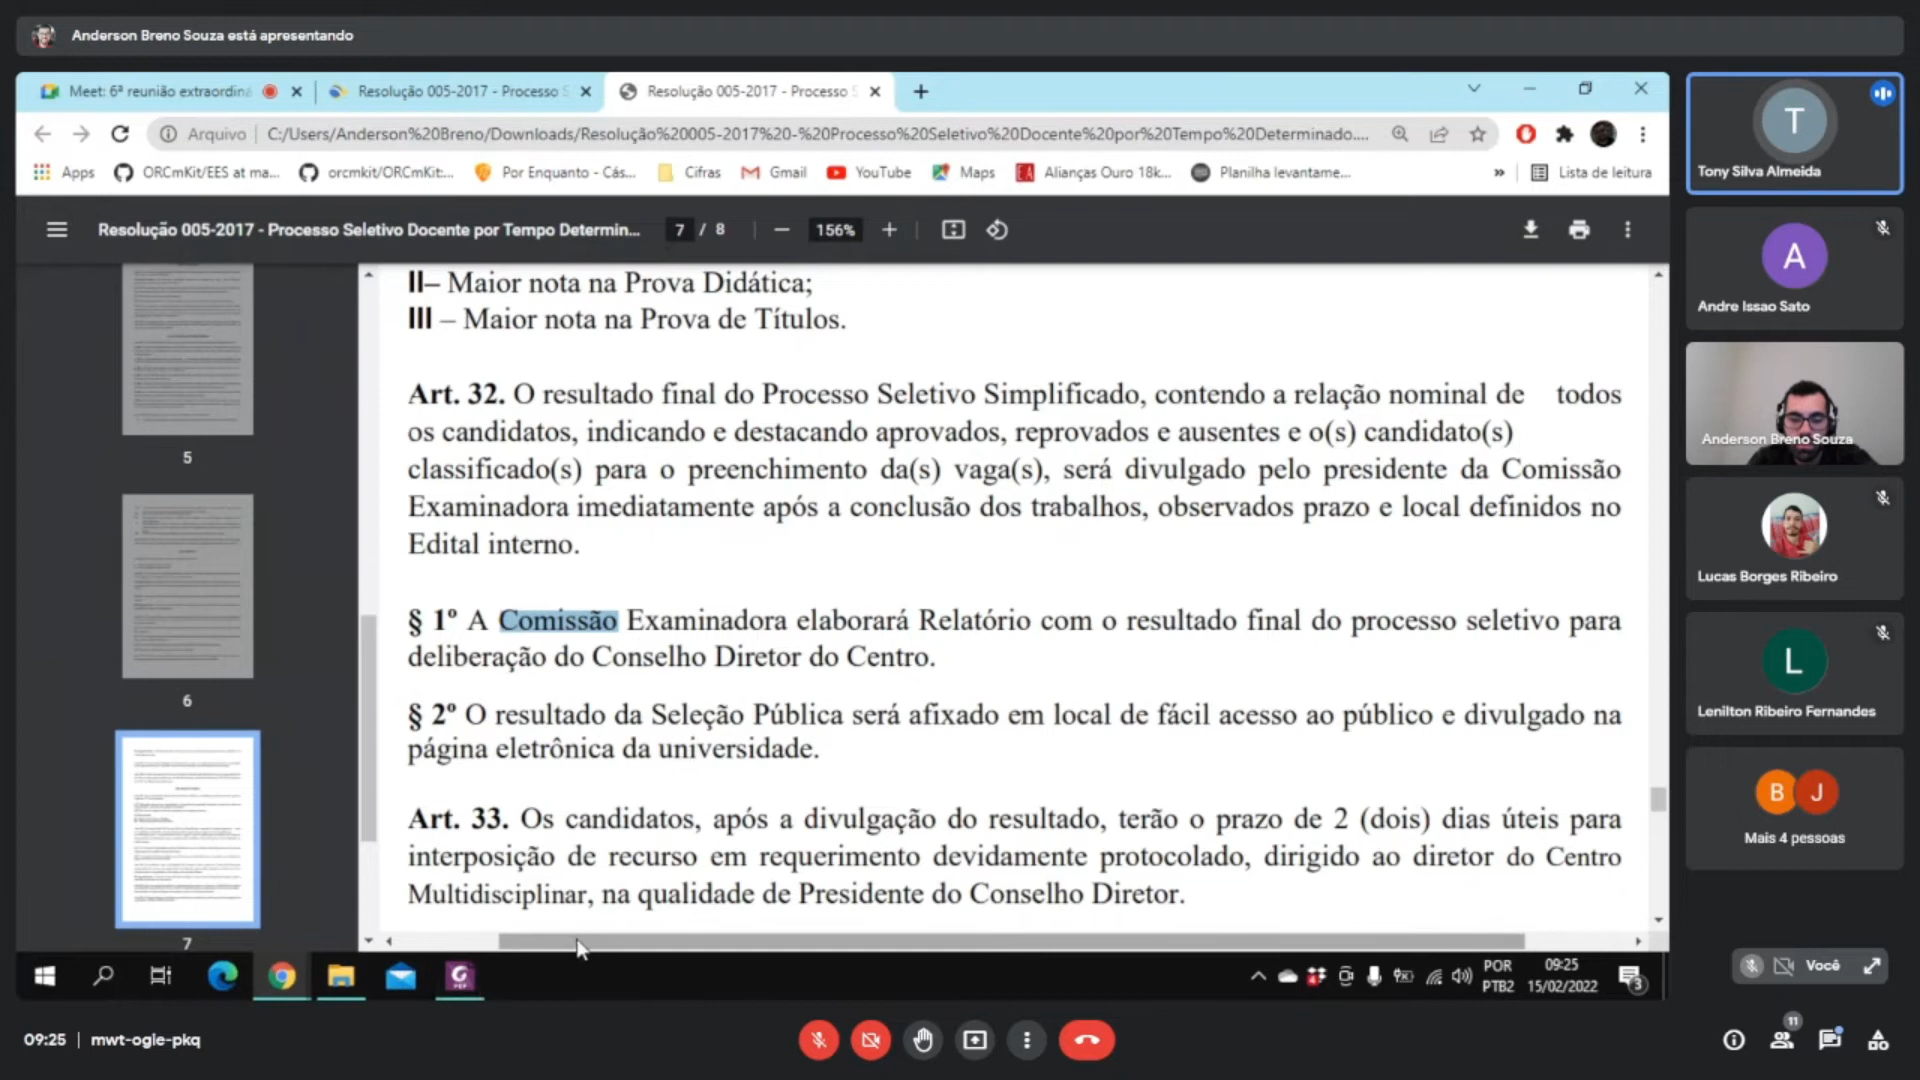 Anderson Breno Souza está apresentando
Meet: 6ª reunião extraordiná
Resolução 005-2017 - Processo S
Resolução 005-2017 - Processo S
Arquivo
C:/Users/Anderson%20Breno/Downloads/Resolução%20005-2017%20-%20Processo%20Seletivo%20Docente%20por%20Tempo%20Determinado....
Apps
ORCmKit/EES at ma...
orcmkit/ORCmKit:...
Por Enquanto - Cás...
Cifras
Gmail
YouTube
Maps
Alianças Ouro 18k...
Planilha levantame...
»
Lista de leitura
Resolução 005-2017 - Processo Seletivo Docente por Tempo Determin...
7 / 8
156%
5
6
7
II– Maior nota na Prova Didática;
III – Maior nota na Prova de Títulos.
Art. 32. O resultado final do Processo Seletivo Simplificado, contendo a relação nominal de todos
os candidatos, indicando e destacando aprovados, reprovados e ausentes e o(s) candidato(s)
classificado(s) para o preenchimento da(s) vaga(s), será divulgado pelo presidente da Comissão
Examinadora imediatamente após a conclusão dos trabalhos, observados prazo e local definidos no
Edital interno.
§ 1º A Comissão Examinadora elaborará Relatório com o resultado final do processo seletivo para
deliberação do Conselho Diretor do Centro.
§ 2º O resultado da Seleção Pública será afixado em local de fácil acesso ao público e divulgado na
página eletrônica da universidade.
Art. 33. Os candidatos, após a divulgação do resultado, terão o prazo de 2 (dois) dias úteis para
interposição de recurso em requerimento devidamente protocolado, dirigido ao diretor do Centro
Multidisciplinar, na qualidade de Presidente do Conselho Diretor.
POR
PTB2
09:25
15/02/2022
3
T
Tony Silva Almeida
A
Andre Issao Sato
Anderson Breno Souza
Lucas Borges Ribeiro
L
Lenilton Ribeiro Fernandes
B
J
Mais 4 pessoas
Você
09:25 | mwt-ogie-pkq
11